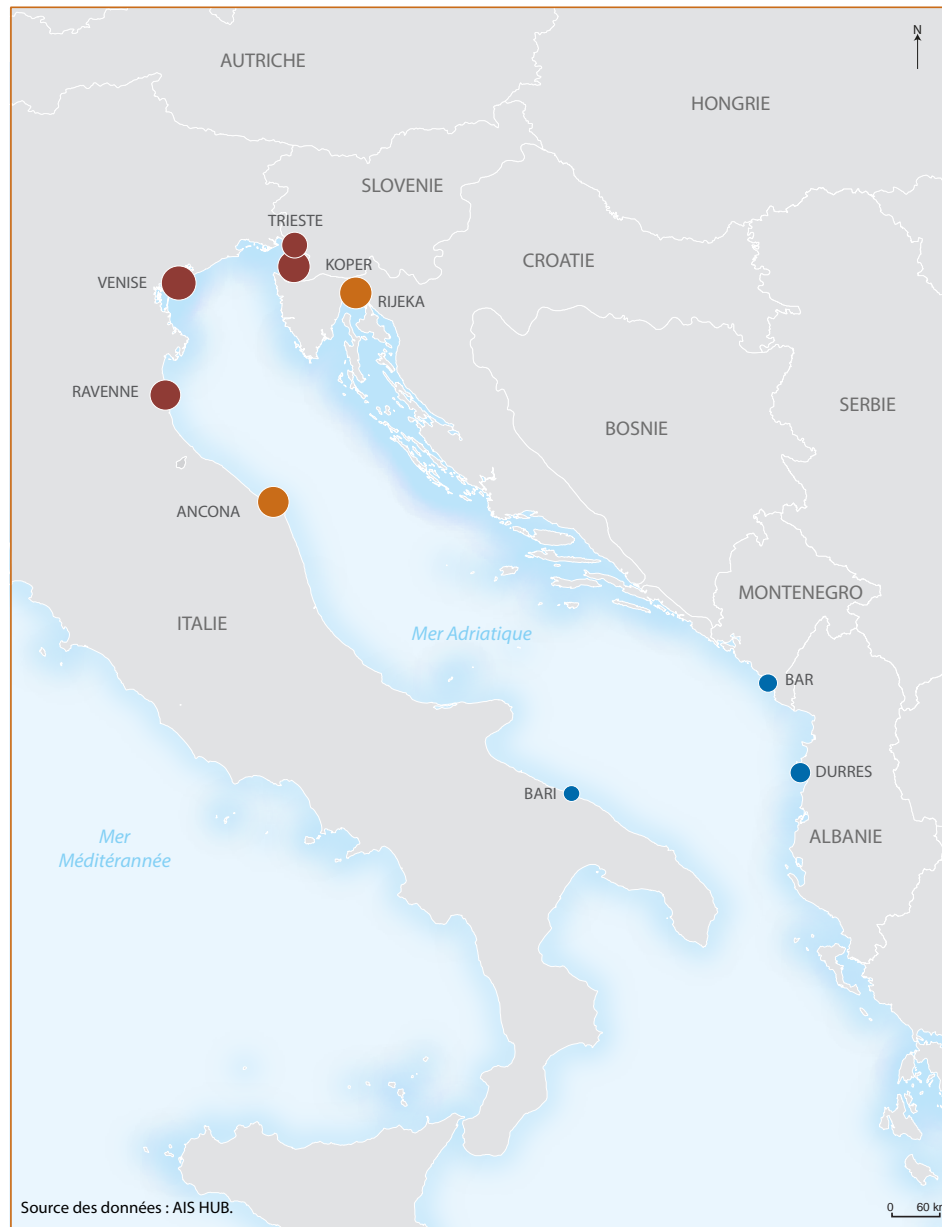 N
AUTRICHE
HONGRIE
SLOVENIE
TRIESTE
KOPER
CROATIE
VENISE
RIJEKA
RAVENNE
SERBIE
BOSNIE
ANCONA
MONTENEGRO
ITALIE
Mer Adriatique
BAR
DURRES
BARI
Mer
Méditérannée
ALBANIE
Source des données : AIS HUB.
0 60 km